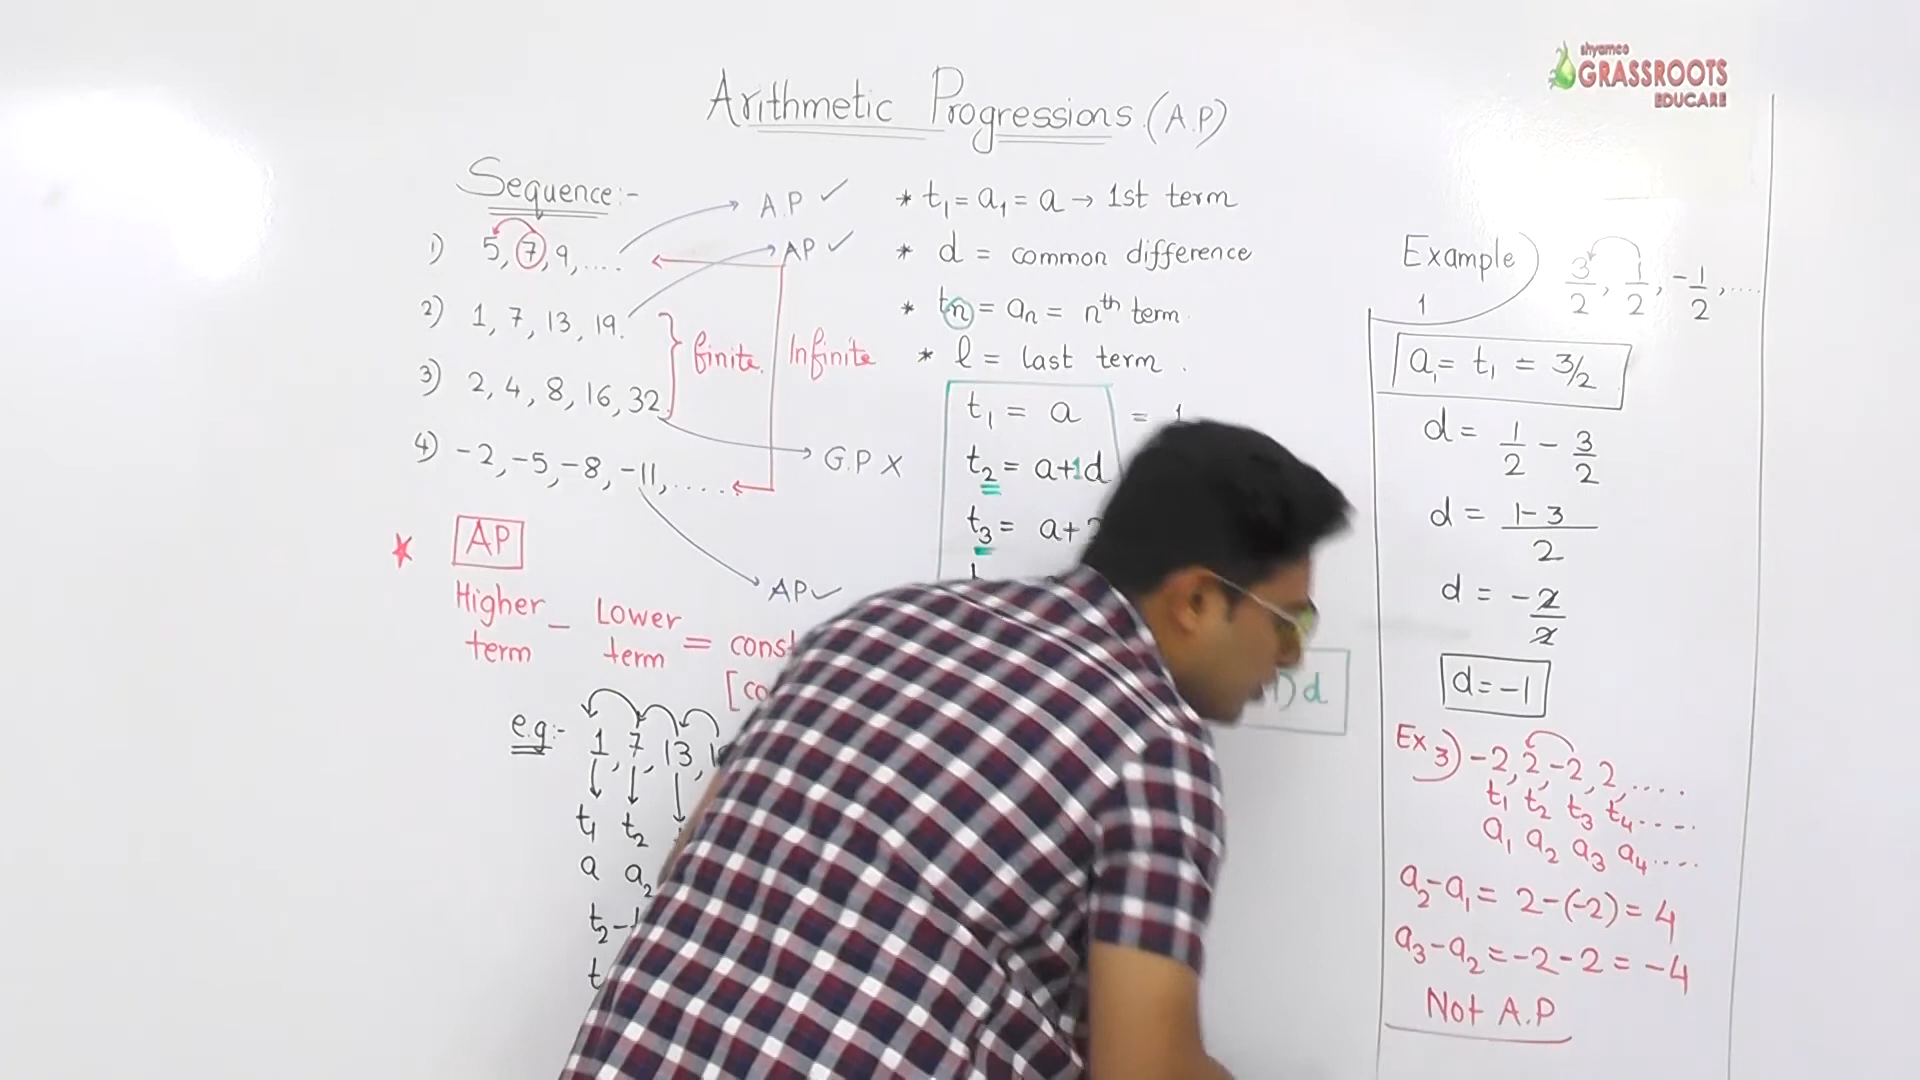 shyamco
GRASSROOTS
EDUCARE
Arithmetic Progressions (A.P)
Sequence:-
1) 5, 7, 9, ....
2) 1, 7, 13, 19.
3) 2, 4, 8, 16, 32.
4) -2, -5, -8, -11, ....
finite.
Infinite
A.P ✓
AP ✓
G.P X
AP ✓
* AP
Higher term - Lower term =
e.g:- 1, 7, 13,
t₁ t₂
a a₂
* t₁ = a₁ = a → 1st term
* d = common difference
* tn = an = nth term.
* l = last term.
t₁ = a = 1
t₂ = a+1d
t₃ = a+
)d
Example 1
3/2, 1/2, -1/2, ....
a₁ = t₁ = 3/2
d = 1/2 - 3/2
d = 1-3/2
d = -2/2
d = -1
Ex 3) -2, 2, -2, 2, ....
t₁ t₂ t₃ t₄ ....
a₁ a₂ a₃ a₄ ....
a₂-a₁ = 2-(-2) = 4
a₃-a₂ = -2-2 = -4
Not A.P